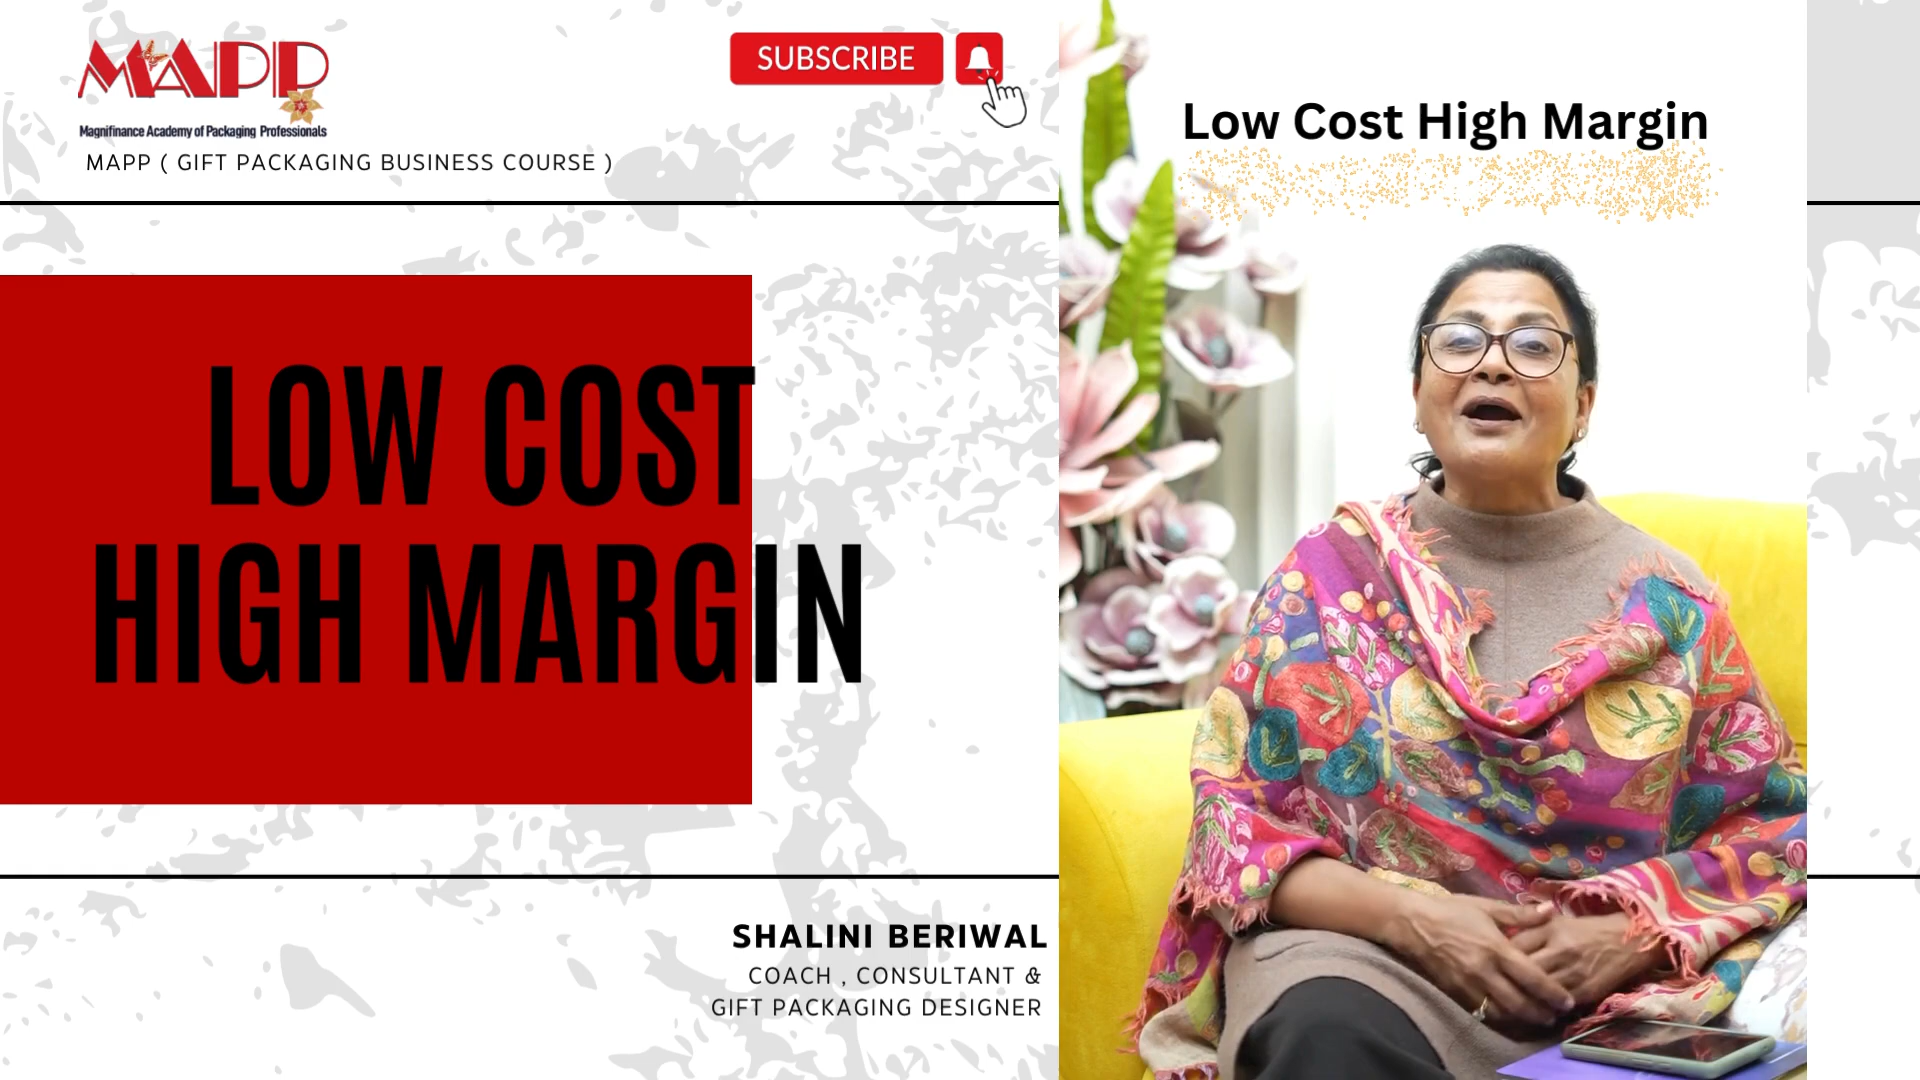 MAPP
Magnifinance Academy of Packaging Professionals
MAPP ( GIFT PACKAGING BUSINESS COURSE )
SUBSCRIBE
Low Cost High Margin
LOW COST
HIGH MARGIN
SHALINI BERIWAL
COACH , CONSULTANT &
GIFT PACKAGING DESIGNER